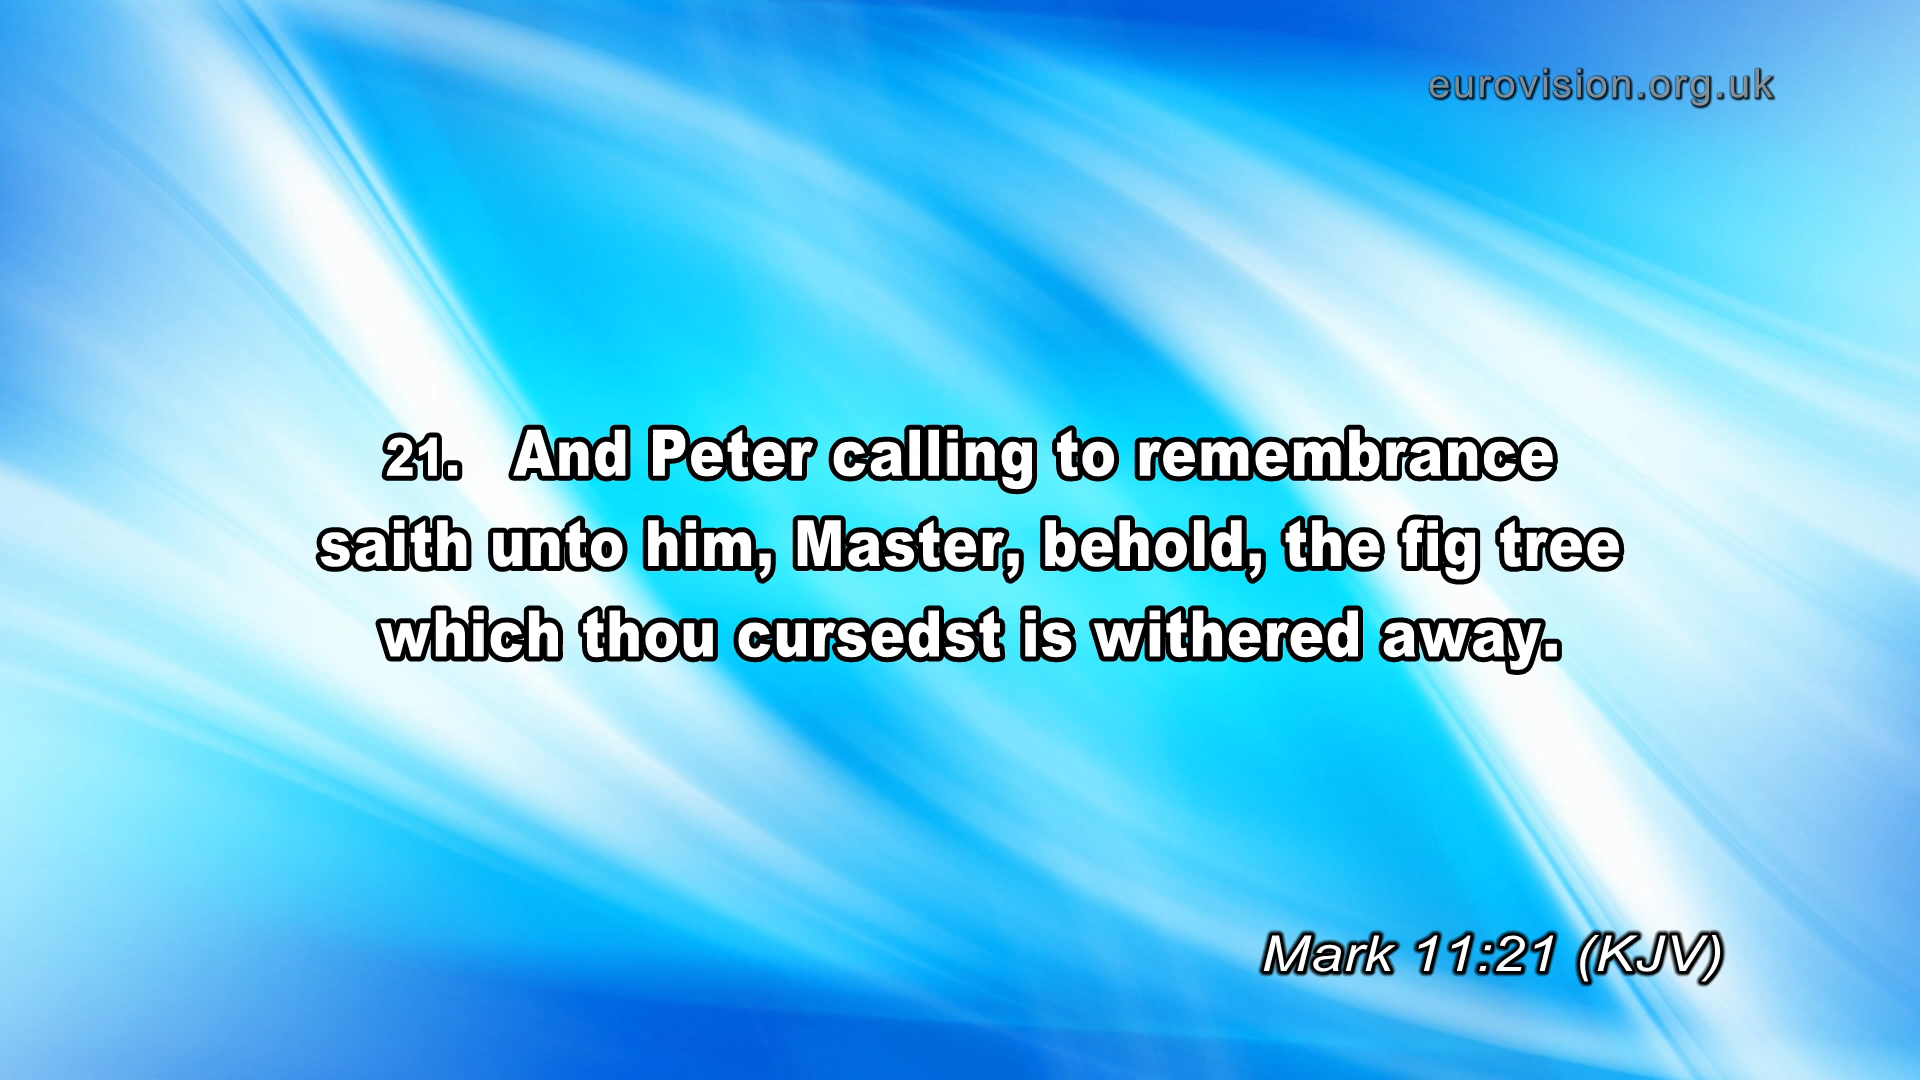 eurovision.org.uk
21. And Peter calling to remembrance
saith unto him, Master, behold, the fig tree
which thou cursedst is withered away.
Mark 11:21 (KJV)